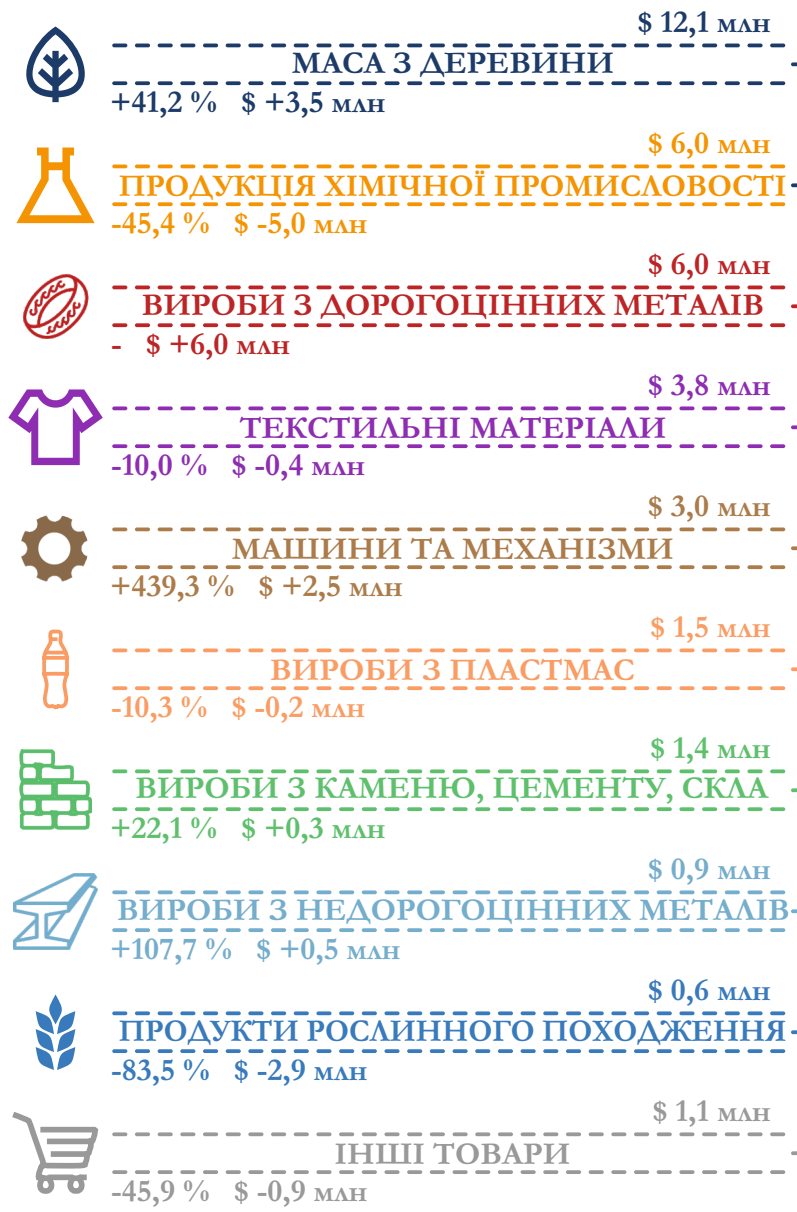 $ 12,1 млн
МАСА З ДЕРЕВИНИ
+41,2 % $ +3,5 млн
$ 6,0 млн
ПРОДУКЦІЯ ХІМІЧНОЇ ПРОМИСЛОВОСТІ
-45,4 % $ -5,0 млн
$ 6,0 млн
ВИРОБИ З ДОРОГОЦІННИХ МЕТАЛІВ
- $ +6,0 млн
$ 3,8 млн
ТЕКСТИЛЬНІ МАТЕРІАЛИ
-10,0 % $ -0,4 млн
$ 3,0 млн
МАШИНИ ТА МЕХАНІЗМИ
+439,3 % $ +2,5 млн
$ 1,5 млн
ВИРОБИ З ПЛАСТМАС
-10,3 % $ -0,2 млн
$ 1,4 млн
ВИРОБИ З КАМЕНЮ, ЦЕМЕНТУ, СКЛА
+22,1 % $ +0,3 млн
$ 0,9 млн
ВИРОБИ З НЕДОРОГОЦІННИХ МЕТАЛІВ
+107,7 % $ +0,5 млн
$ 0,6 млн
ПРОДУКТИ РОСЛИННОГО ПОХОДЖЕННЯ
-83,5 % $ -2,9 млн
$ 1,1 млн
ІНШІ ТОВАРИ
-45,9 % $ -0,9 млн